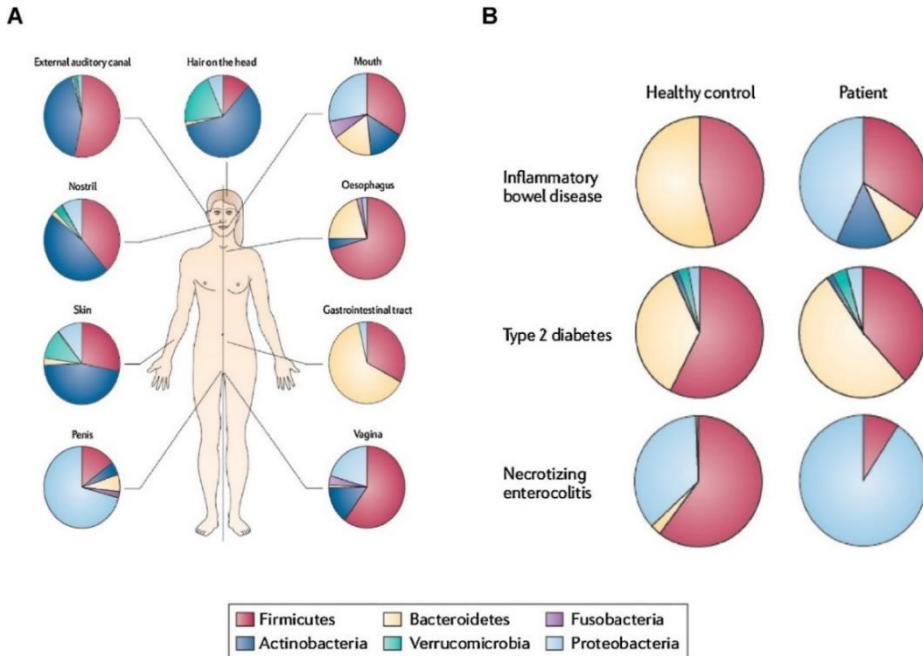 A
B
External auditory canal
Hair on the head
Mouth
Nostril
Oesophagus
Skin
Gastrointestinal tract
Penis
Vagina
Healthy control
Patient
Inflammatory
bowel disease
Type 2 diabetes
Necrotizing
enterocolitis
Firmicutes
Bacteroidetes
Fusobacteria
Actinobacteria
Verrucomicrobia
Proteobacteria